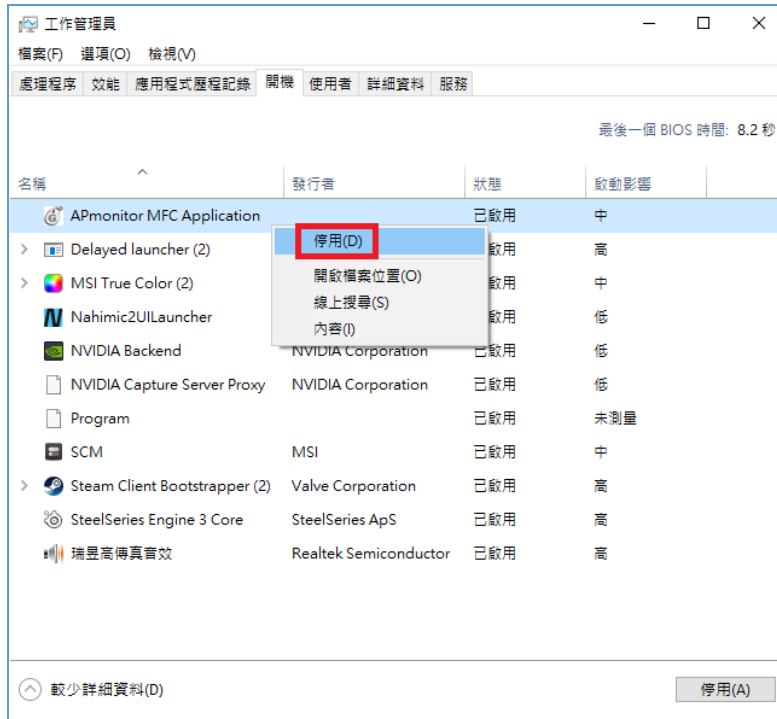 工作管理員
檔案(F) 選項(O) 檢視(V)
處理程序 效能 應用程式歷程記錄 開機 使用者 詳細資料 服務
最後一個 BIOS 時間: 8.2 秒
名稱 發行者 狀態 啟動影響
APmonitor MFC Application 已啟用 中
停用(D)
Delayed launcher (2) 啟用 高
開啟檔案位置(O)
MSI True Color (2) 啟用 中
線上搜尋(S)
Nahimic2UILauncher 啟用 低
內容(I)
NVIDIA Backend NVIDIA Corporation 已啟用 低
NVIDIA Capture Server Proxy NVIDIA Corporation 已啟用 低
Program 已啟用 未測量
SCM MSI 已啟用 中
Steam Client Bootstrapper (2) Valve Corporation 已啟用 高
SteelSeries Engine 3 Core SteelSeries ApS 已啟用 高
瑞昱高傳真音效 Realtek Semiconductor 已啟用 高
較少詳細資料(D) 停用(A)